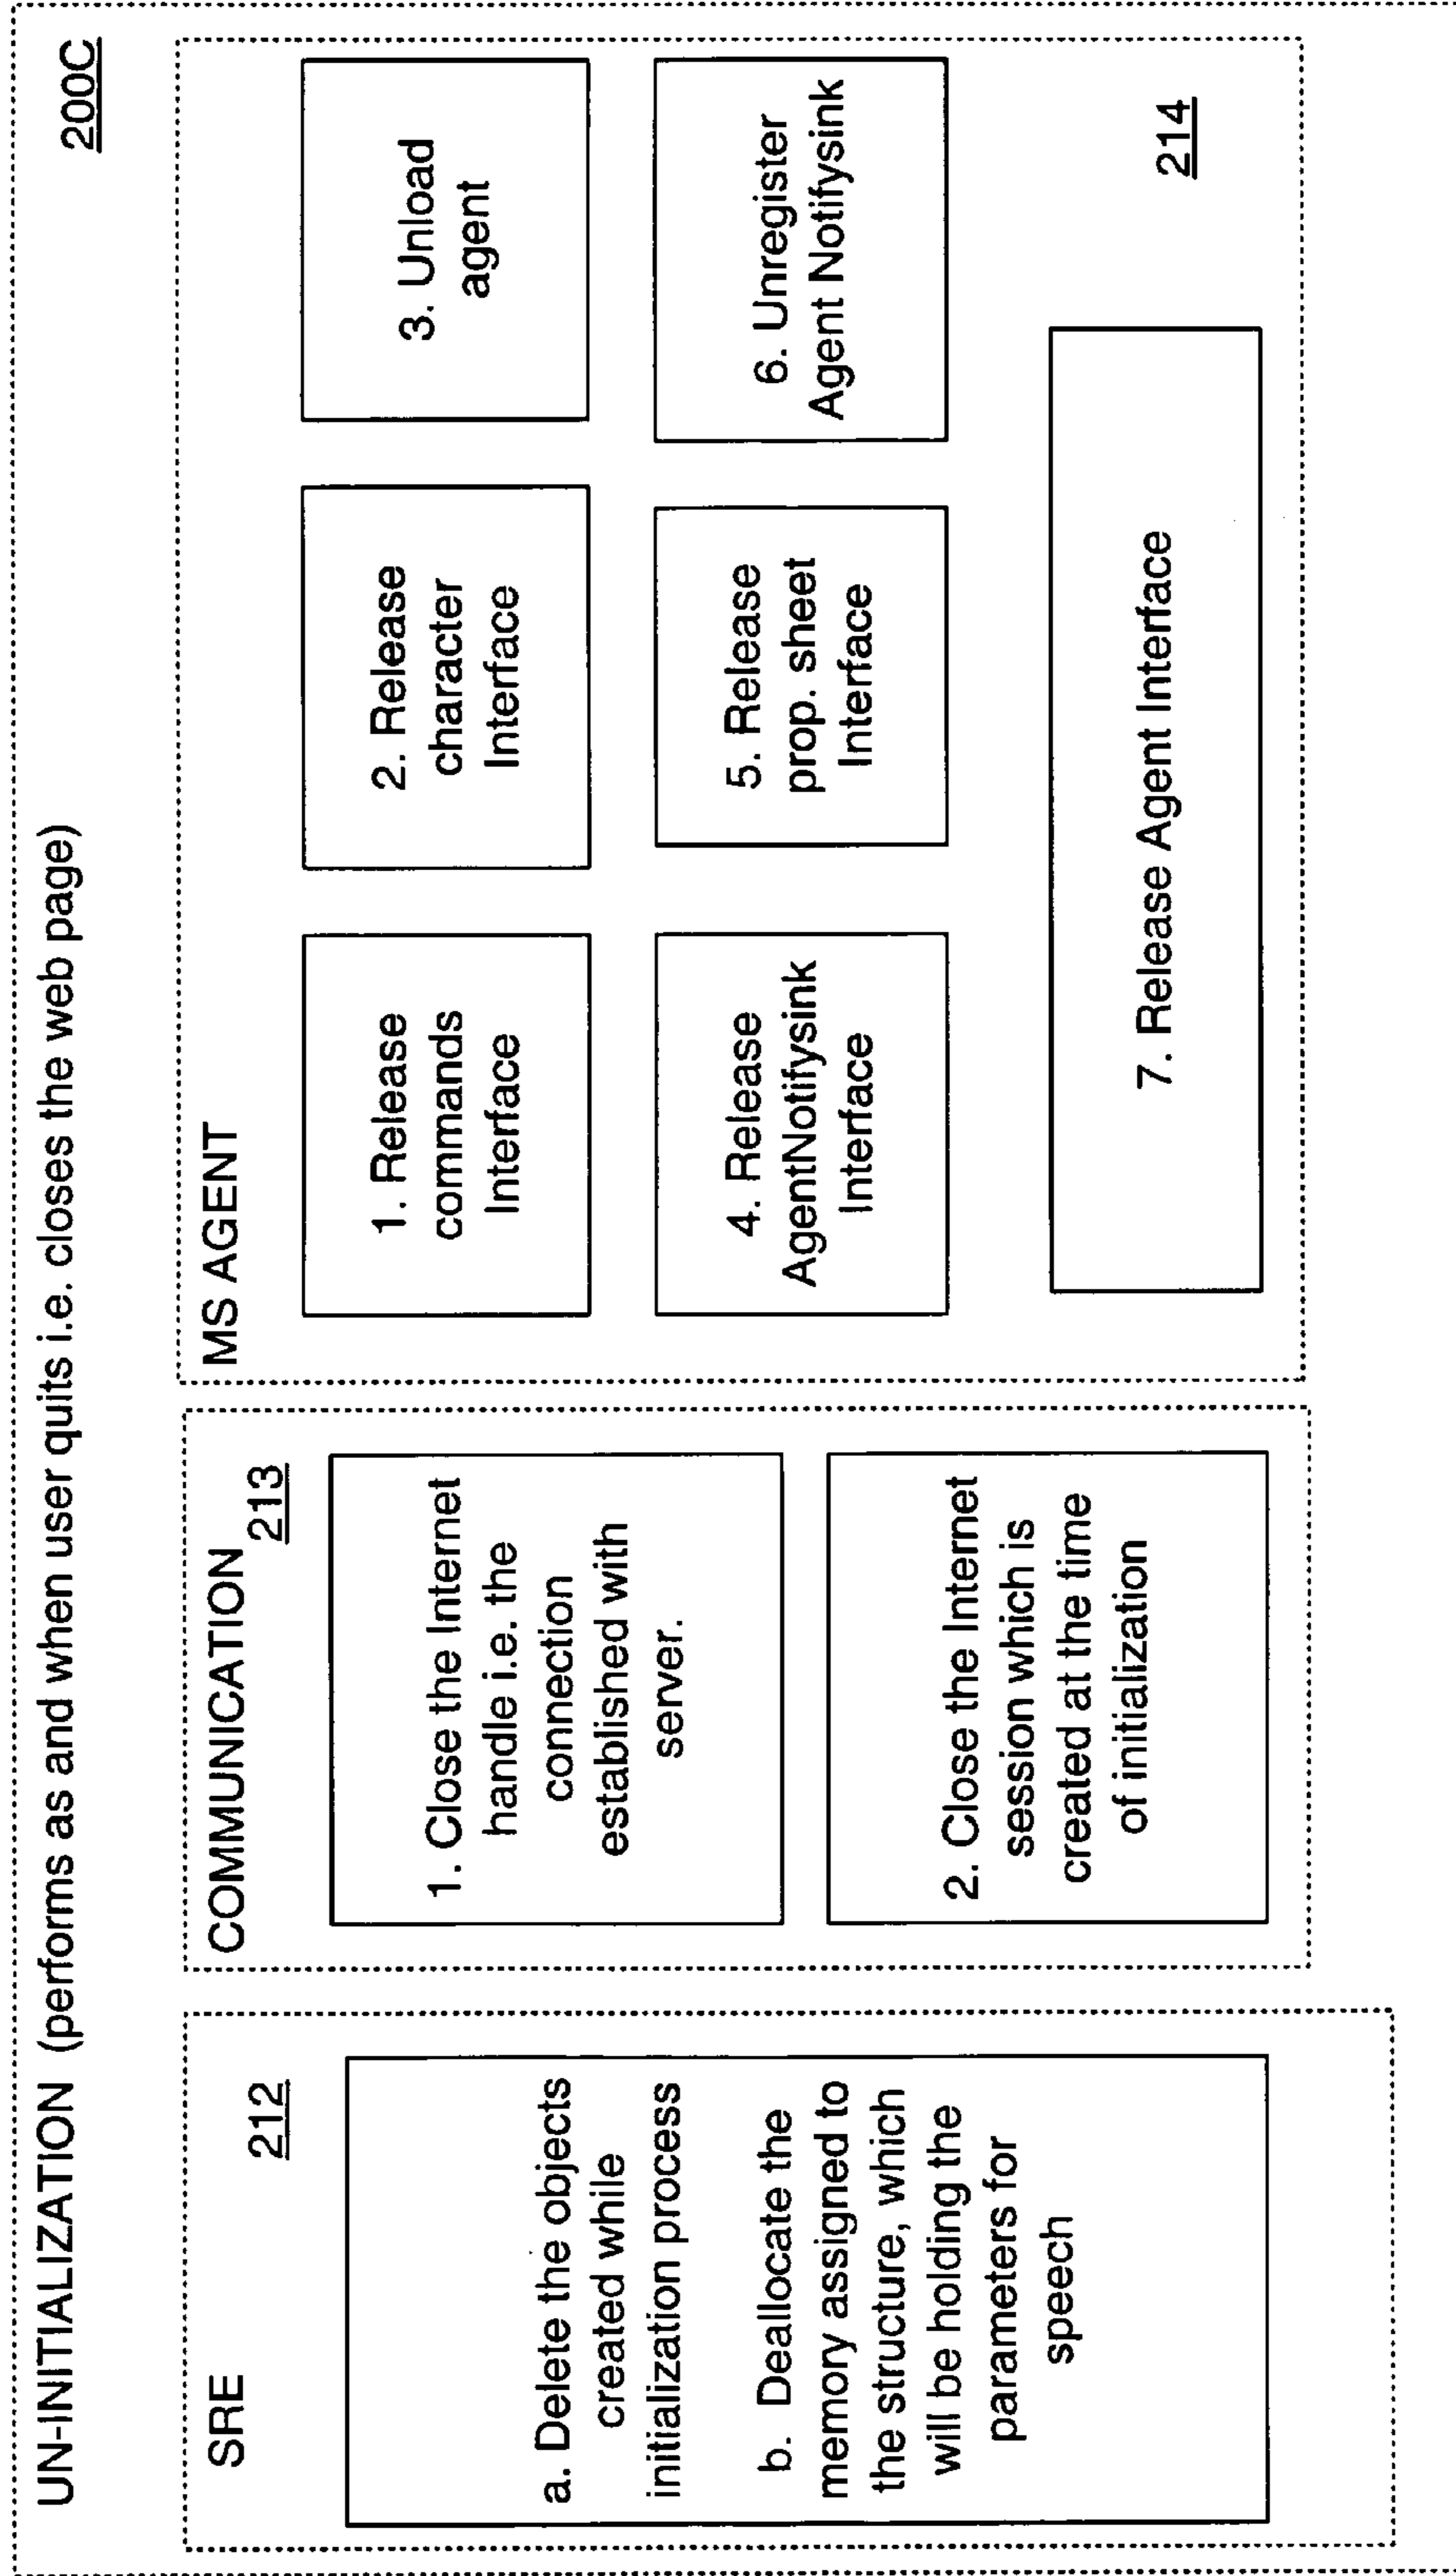 UN-INITIALIZATION (performs as and when user quits i.e. closes the web page)
200C
SRE
212
a. Delete the objects
created while
initialization process
b. Deallocate the
memory assigned to
the structure, which
will be holding the
parameters for
speech
COMMUNICATION
213
1. Close the Internet
handle i.e. the
connection
established with
server.
2. Close the Internet
session which is
created at the time
of initialization
MS AGENT
1. Release
commands
Interface
2. Release
character
Interface
3. Unload
agent
4. Release
AgentNotifysink
Interface
5. Release
prop. sheet
Interface
6. Unregister
Agent Notifysink
7. Release Agent Interface
214